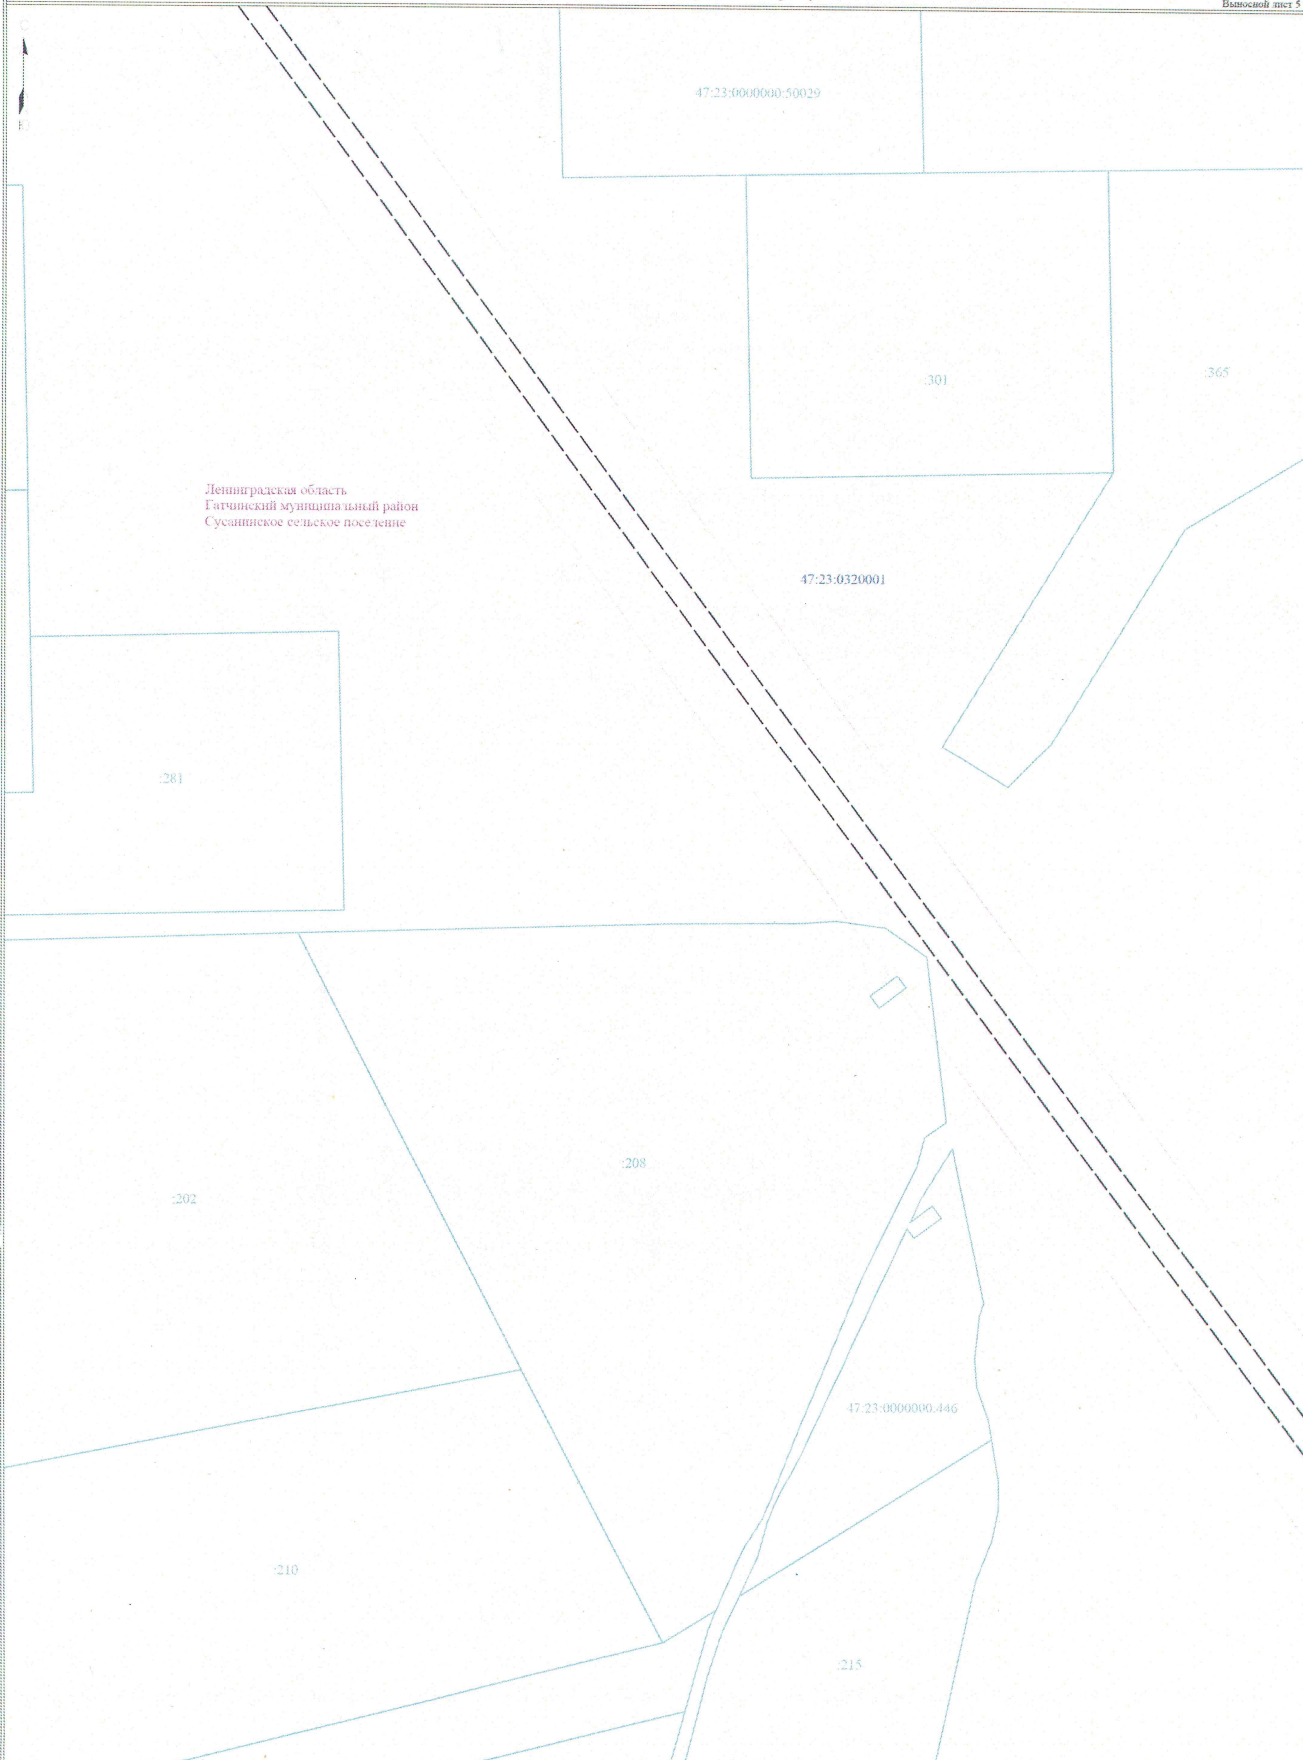 Выносной лист 5
С
47:23:0000000:50029
Ю
:301
:365
Ленинградская область
Гатчинский муниципальный район
Сусанинское сельское поселение
47:23:0320001
:281
:208
:202
47:23:0000000:446
:210
:215